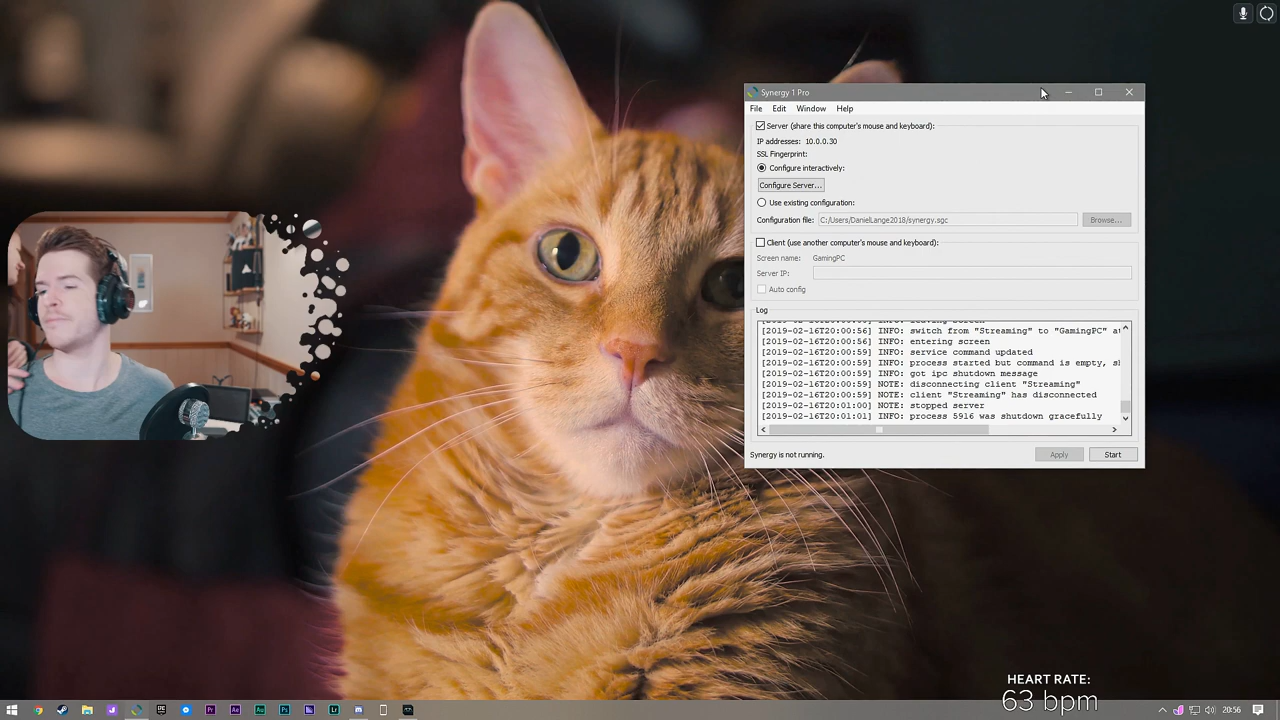 Synergy 1 Pro
File Edit Window Help
Server (share this computer's mouse and keyboard):
IP addresses: 10.0.0.30
SSL Fingerprint:
Configure interactively:
Configure Server...
Use existing configuration:
Configuration file: C:/Users/DanielLange2018/synergy.sgc Browse...
Client (use another computer's mouse and keyboard):
Screen name: GamingPC
Server IP:
Auto config
Log
[2019-02-16T20:00:56] INFO: switch from "Streaming" to "GamingPC" at
[2019-02-16T20:00:56] INFO: entering screen
[2019-02-16T20:00:59] INFO: service command updated
[2019-02-16T20:00:59] INFO: process started but command is empty, sh
[2019-02-16T20:00:59] INFO: got ipc shutdown message
[2019-02-16T20:00:59] NOTE: disconnecting client "Streaming"
[2019-02-16T20:00:59] NOTE: client "Streaming" has disconnected
[2019-02-16T20:01:00] NOTE: stopped server
[2019-02-16T20:01:01] INFO: process 5916 was shutdown gracefully
Synergy is not running. Apply Start
HEART RATE:
63 bpm
Pr Ae Au Ps Lr 20:56